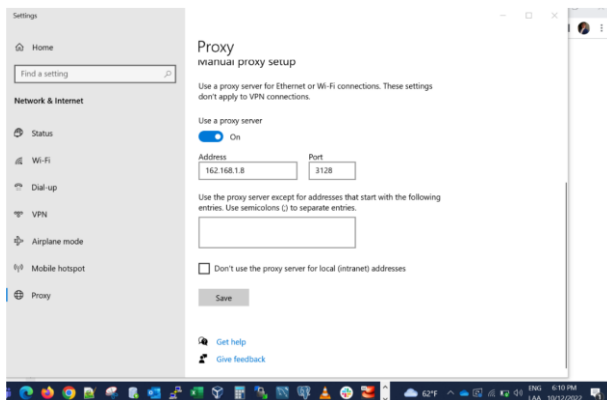 Settings
Home
Find a setting
Network & Internet
Status
Wi-Fi
Dial-up
VPN
Airplane mode
Mobile hotspot
Proxy
Proxy
Manual proxy setup
Use a proxy server for Ethernet or Wi-Fi connections. These settings
don't apply to VPN connections.
Use a proxy server
On
Address Port
162.168.1.8 3128
Use the proxy server except for addresses that start with the following
entries. Use semicolons (;) to separate entries.
Don't use the proxy server for local (intranet) addresses
Save
Get help
Give feedback
62°F ENG 6:10 PM
LAA 10/12/2022